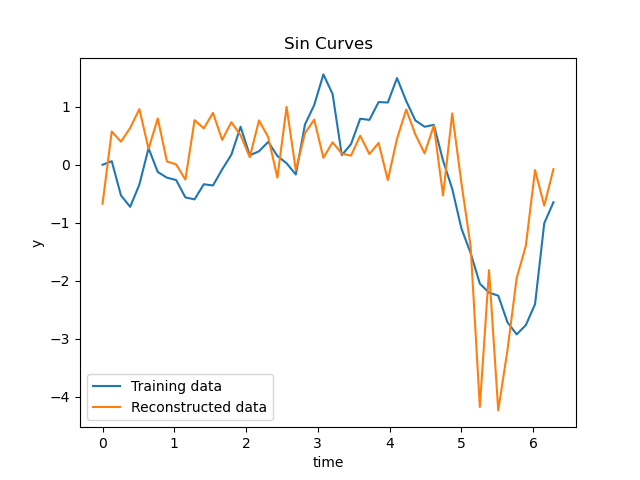 Sin Curves
y
1
0
−1
−2
−3
−4
Training data
Reconstructed data
0 1 2 3 4 5 6
time